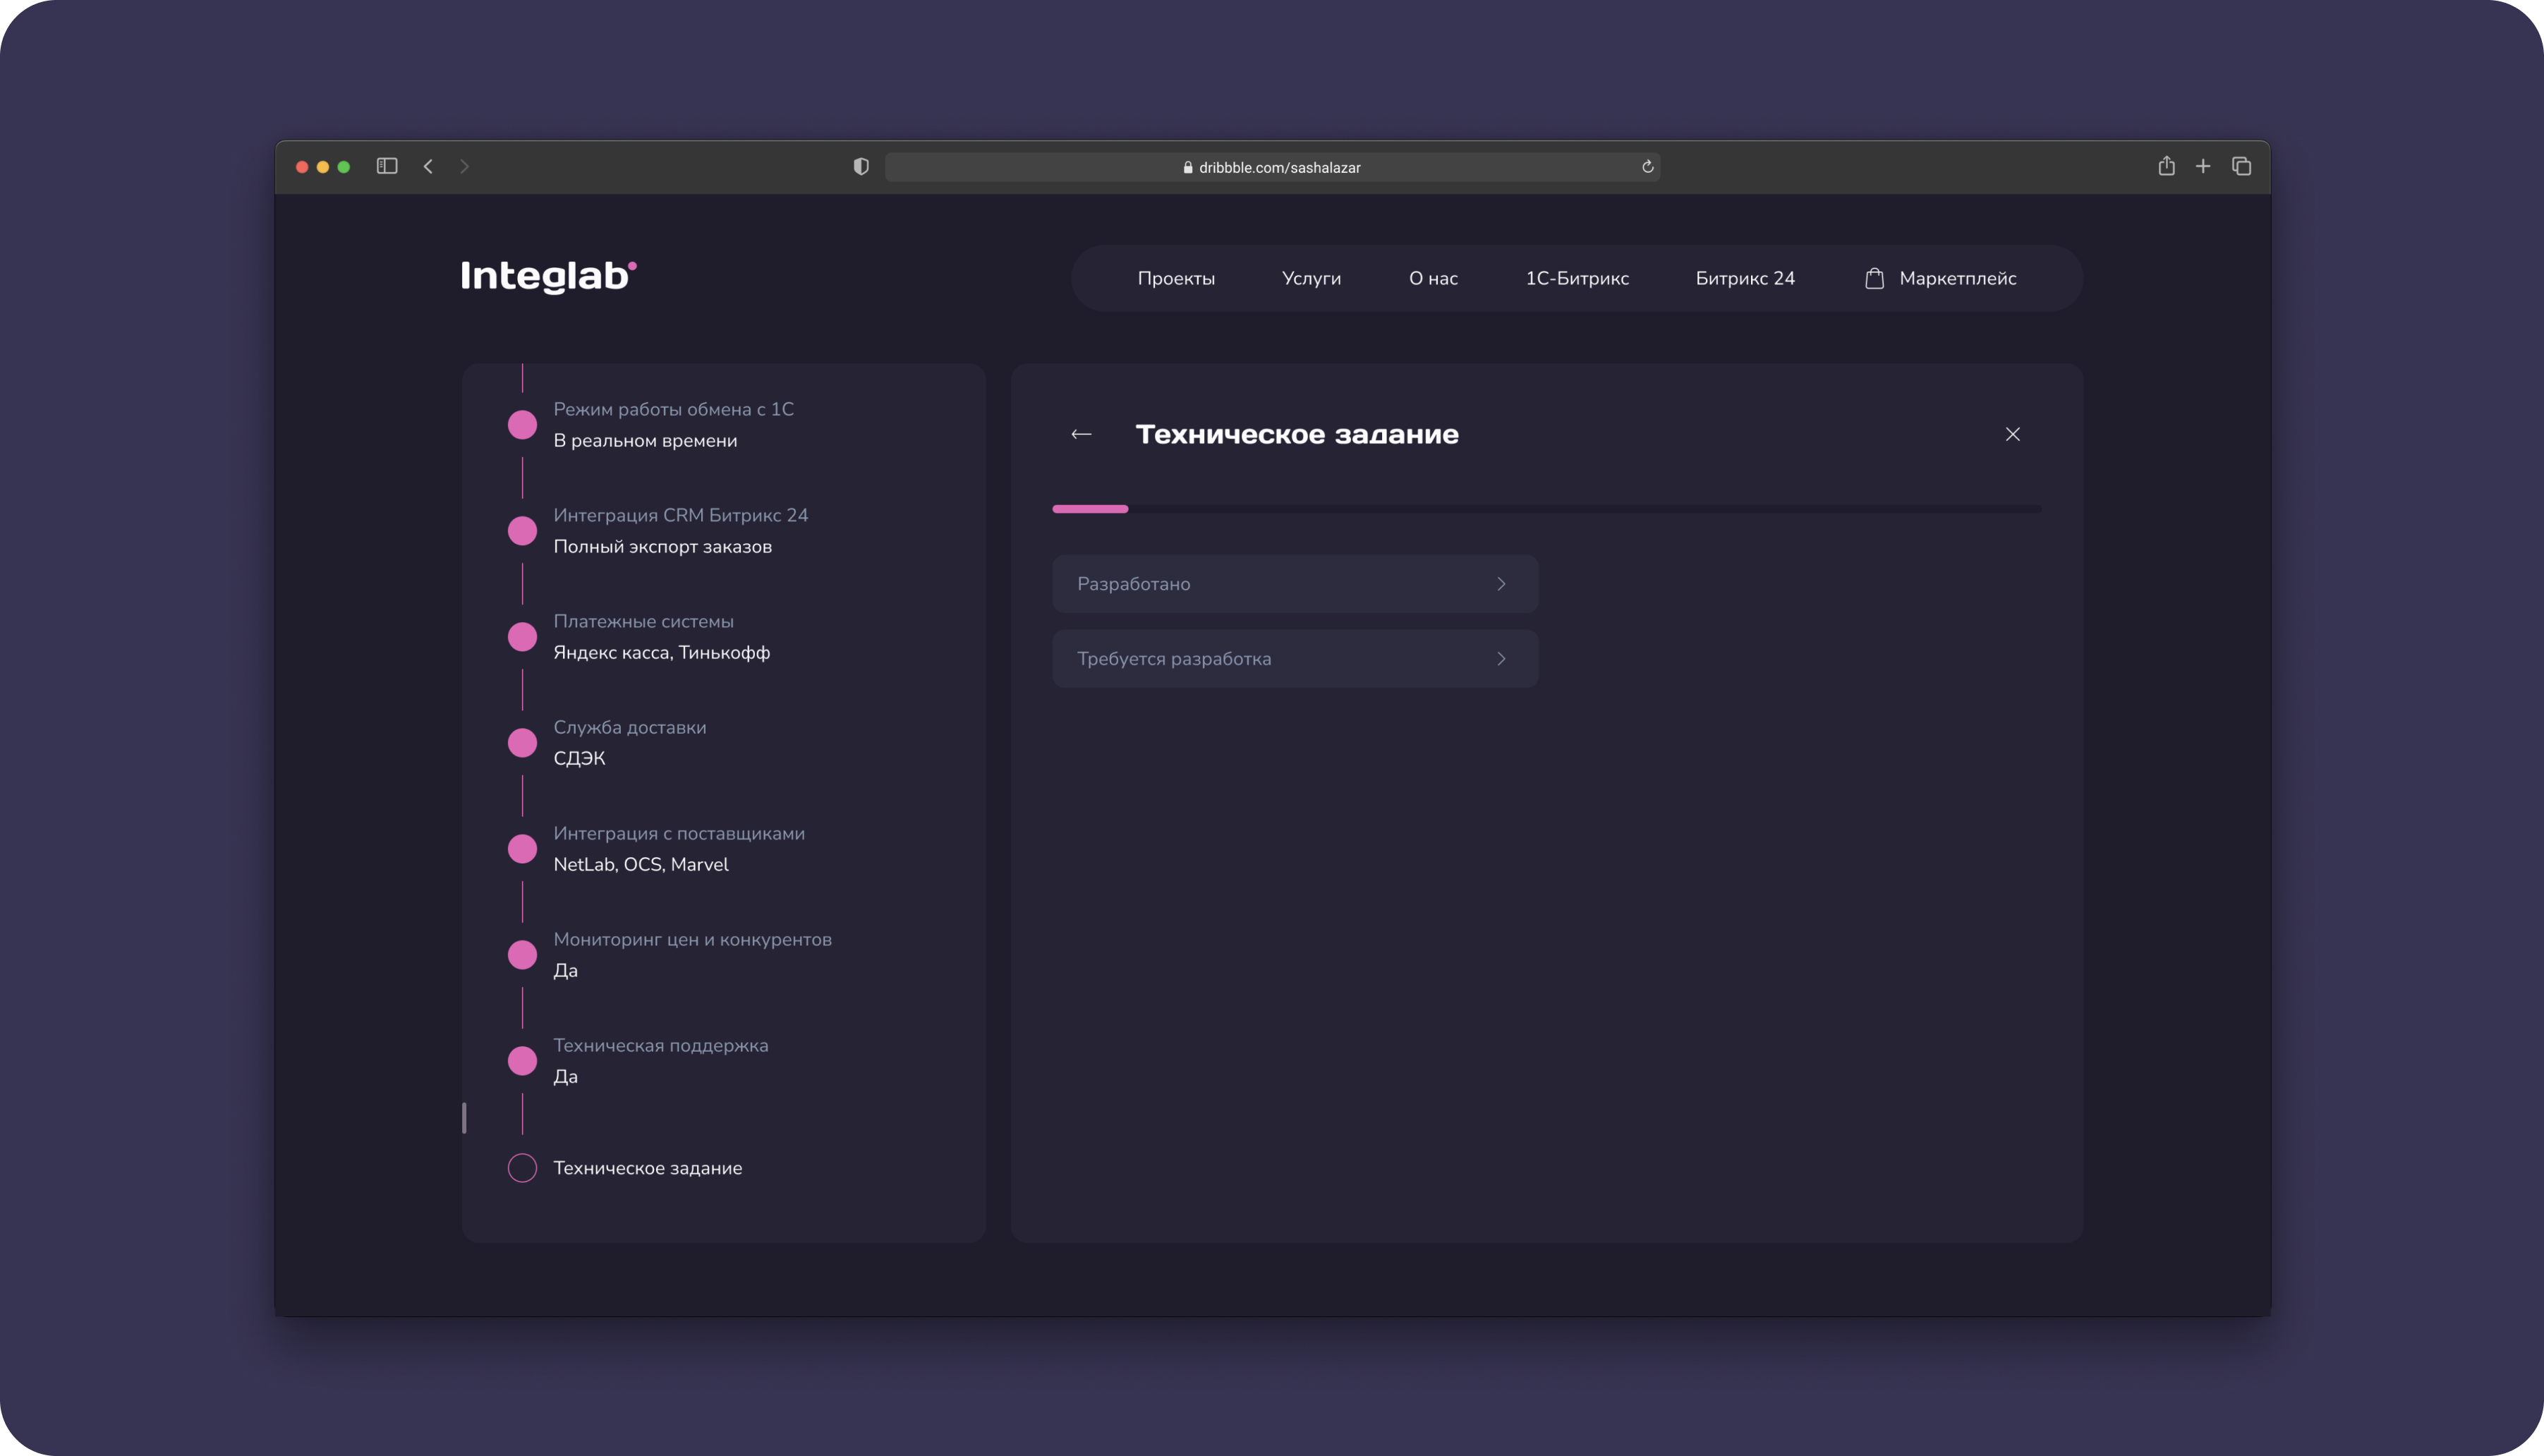 dribbble.com/sashalazar
Integlab
Проекты Услуги О нас 1С-Битрикс Битрикс 24 Маркетплейс
Режим работы обмена с 1С
В реальном времени
Интеграция CRM Битрикс 24
Полный экспорт заказов
Платежные системы
Яндекс касса, Тинькофф
Служба доставки
СДЭК
Интеграция с поставщиками
NetLab, OCS, Marvel
Мониторинг цен и конкурентов
Да
Техническая поддержка
Да
Техническое задание
Техническое задание
Разработано
Требуется разработка